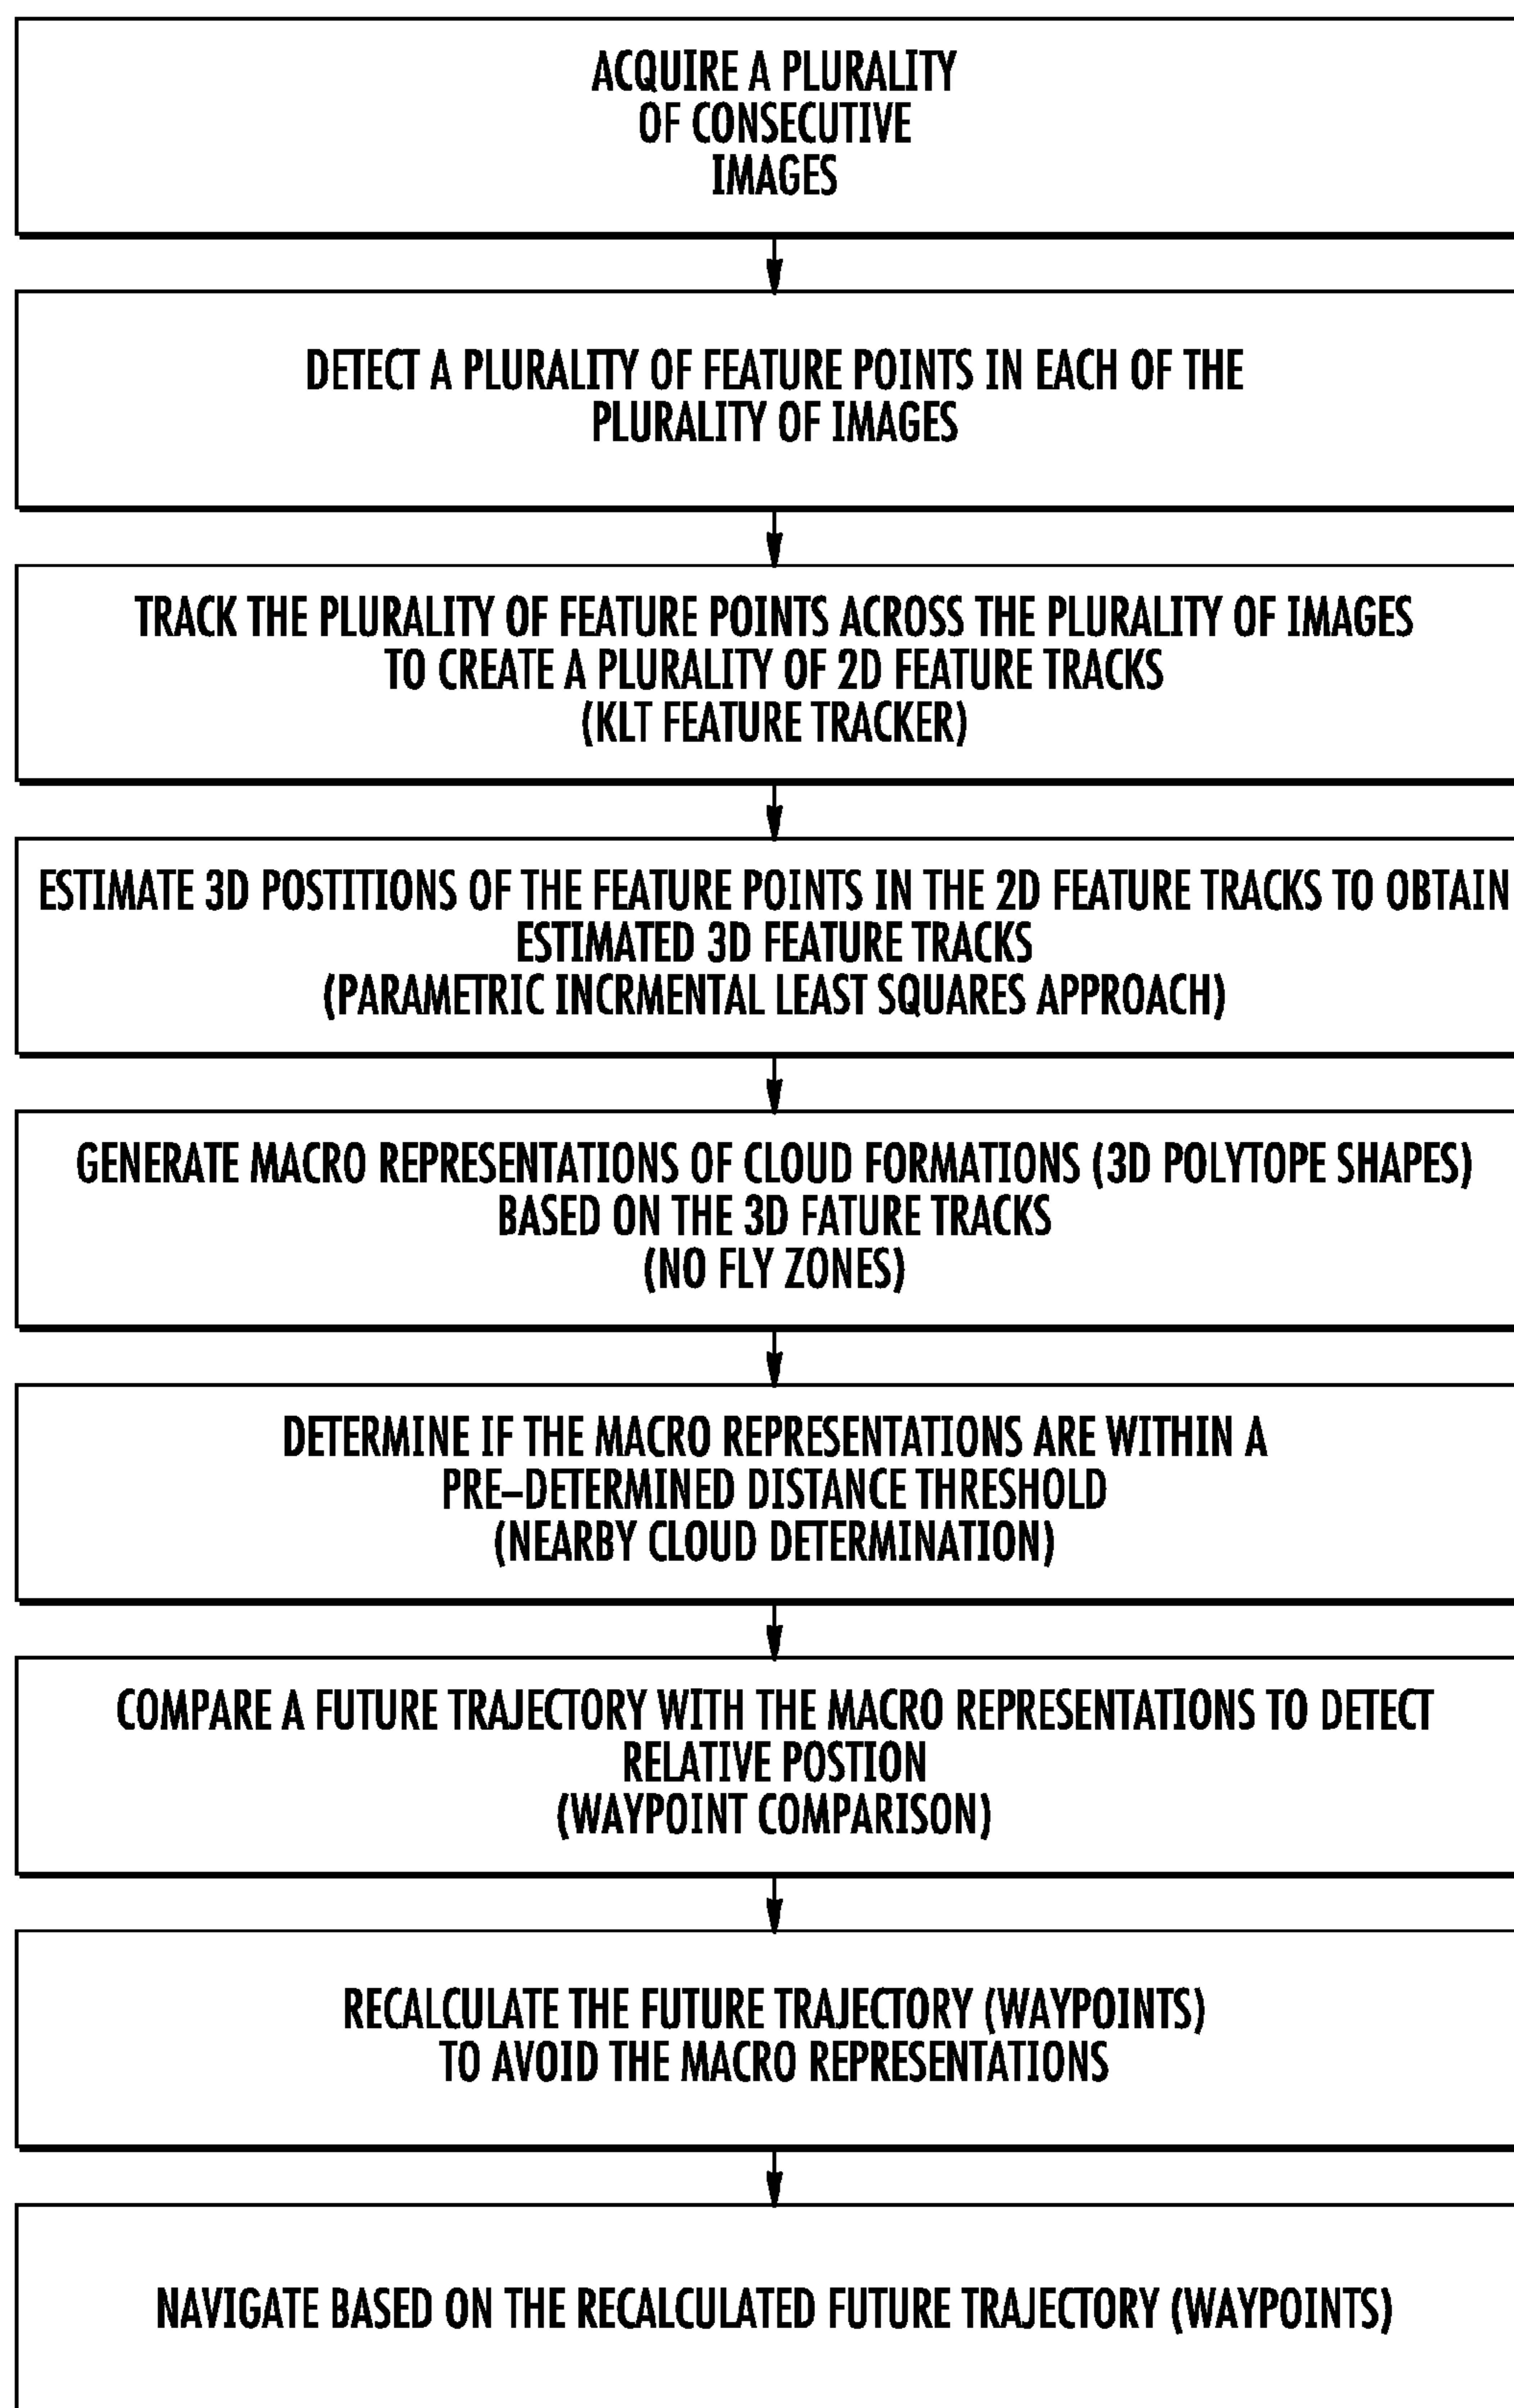 ACQUIRE A PLURALITY
OF CONSECUTIVE
IMAGES
DETECT A PLURALITY OF FEATURE POINTS IN EACH OF THE
PLURALITY OF IMAGES
TRACK THE PLURALITY OF FEATURE POINTS ACROSS THE PLURALITY OF IMAGES
TO CREATE A PLURALITY OF 2D FEATURE TRACKS
(KLT FEATURE TRACKER)
ESTIMATE 3D POSTITIONS OF THE FEATURE POINTS IN THE 2D FEATURE TRACKS TO OBTAIN
ESTIMATED 3D FEATURE TRACKS
(PARAMETRIC INCRMENTAL LEAST SQUARES APPROACH)
GENERATE MACRO REPRESENTATIONS OF CLOUD FORMATIONS (3D POLYTOPE SHAPES)
BASED ON THE 3D FATURE TRACKS
(NO FLY ZONES)
DETERMINE IF THE MACRO REPRESENTATIONS ARE WITHIN A
PRE–DETERMINED DISTANCE THRESHOLD
(NEARBY CLOUD DETERMINATION)
COMPARE A FUTURE TRAJECTORY WITH THE MACRO REPRESENTATIONS TO DETECT
RELATIVE POSTION
(WAYPOINT COMPARISON)
RECALCULATE THE FUTURE TRAJECTORY (WAYPOINTS)
TO AVOID THE MACRO REPRESENTATIONS
NAVIGATE BASED ON THE RECALCULATED FUTURE TRAJECTORY (WAYPOINTS)